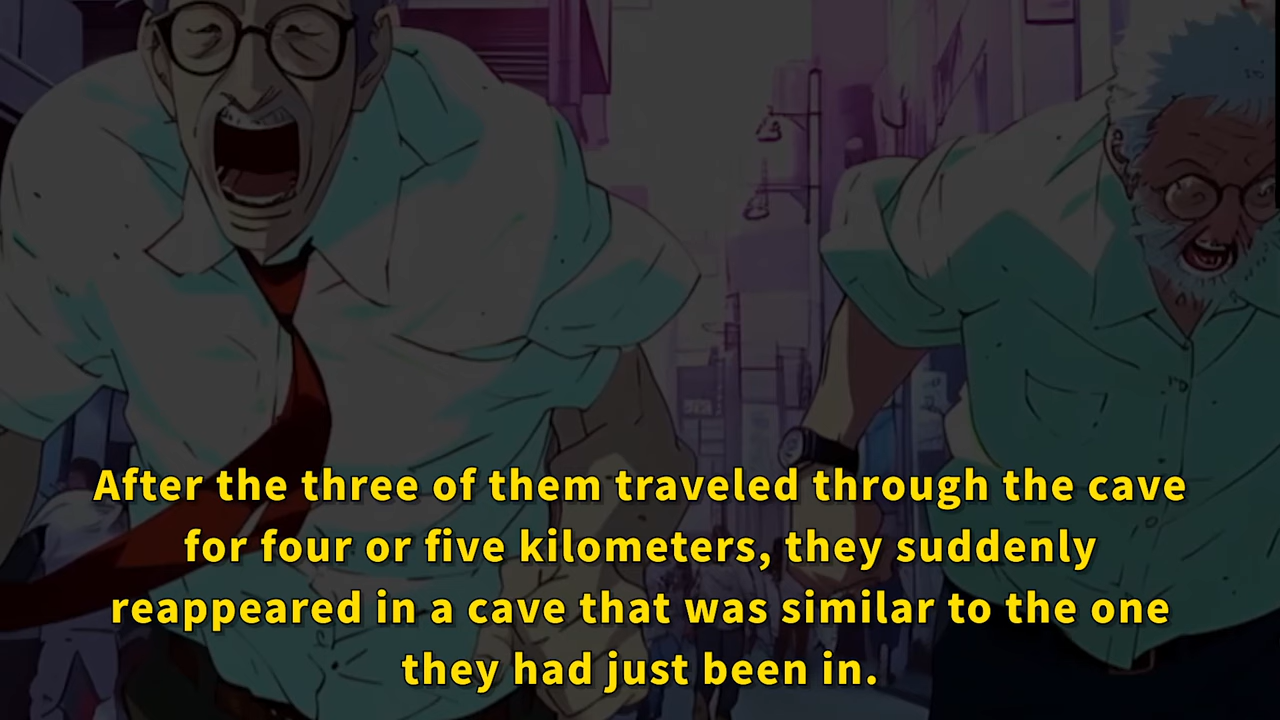 After the three of them traveled through the cave
for four or five kilometers, they suddenly
reappeared in a cave that was similar to the one
they had just been in.